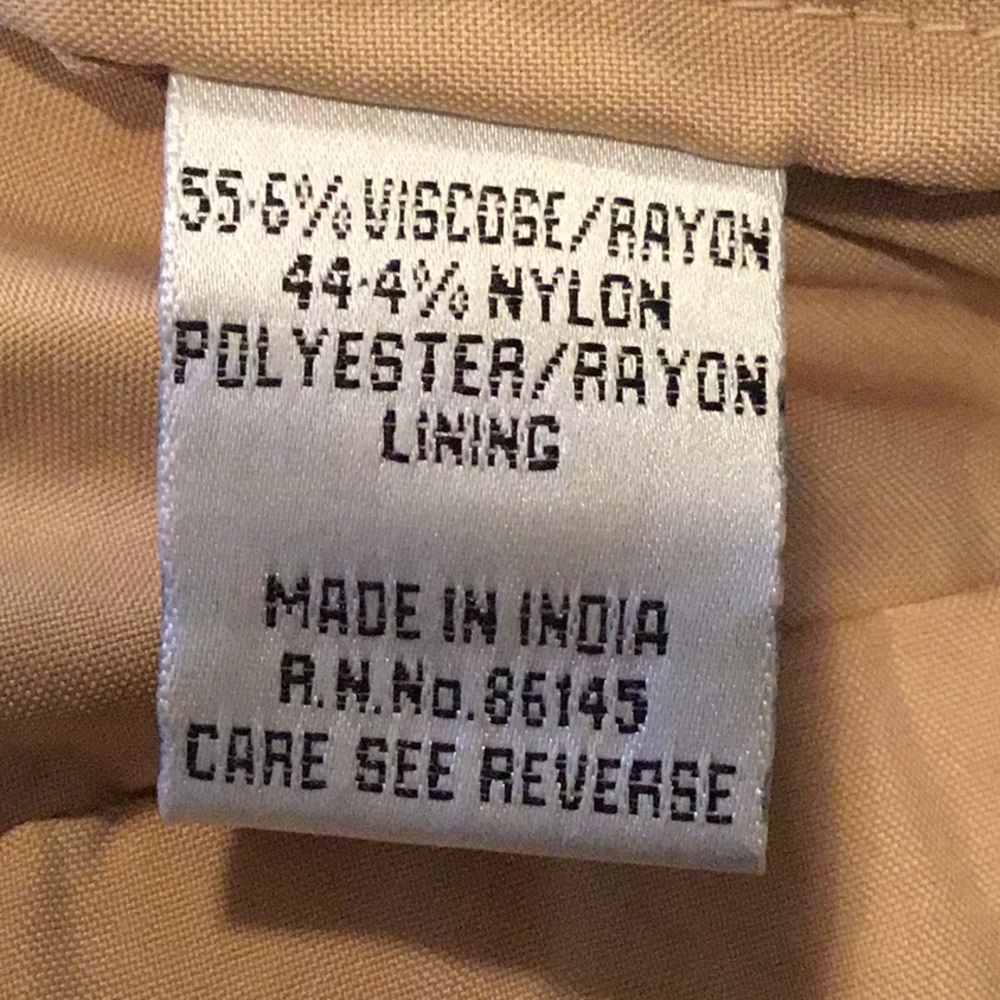 55.6% VISCOSE/RAYON
44.4% NYLON
POLYESTER/RAYON
LINING
MADE IN INDIA
R.N.No.86145
CARE SEE REVERSE